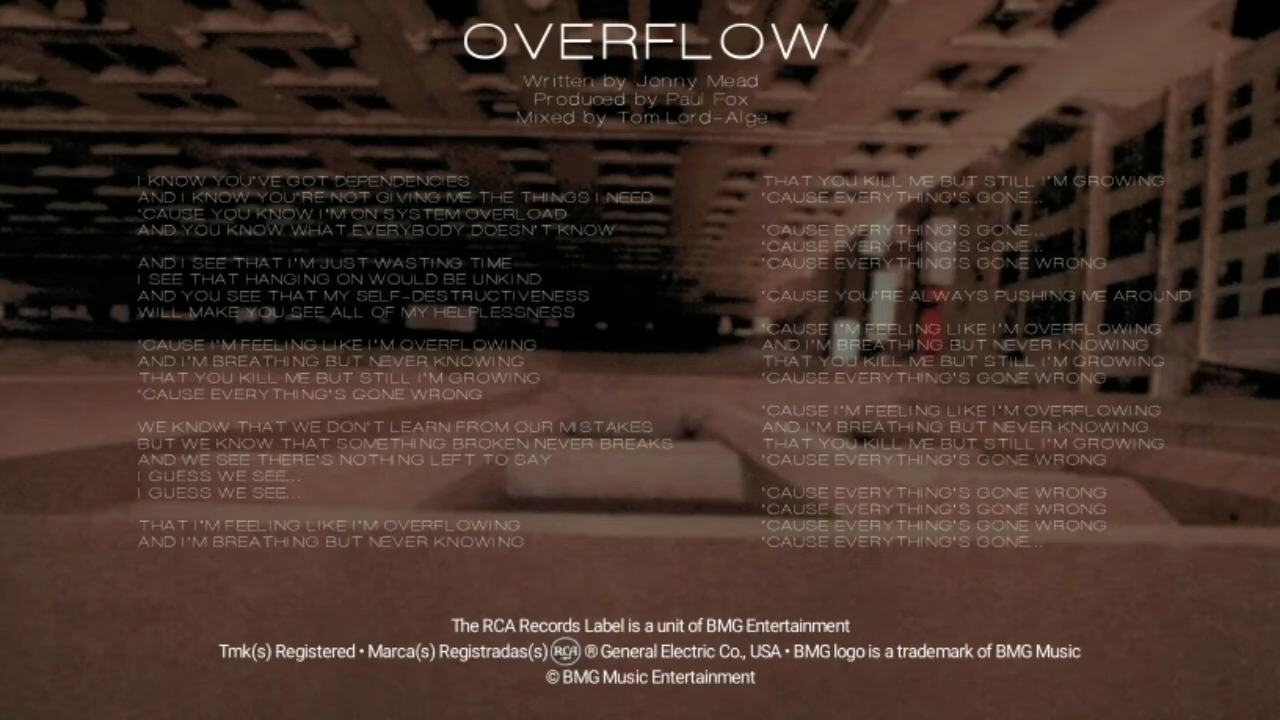 OVERFLOW
Written by Jonny Mead
Produced by Paul Fox
Mixed by Tom Lord-Alge
I KNOW YOU'VE GOT DEPENDENCIES
AND I KNOW YOU'RE NOT GIVING ME THE THINGS I NEED
'CAUSE YOU KNOW I'M ON SYSTEM OVERLOAD
AND YOU KNOW WHAT EVERYBODY DOESN'T KNOW
AND I SEE THAT I'M JUST WASTING TIME
I SEE THAT HANGING ON WOULD BE UNKIND
AND YOU SEE THAT MY SELF-DESTRUCTIVENESS
WILL MAKE YOU SEE ALL OF MY HELPLESSNESS
'CAUSE I'M FEELING LIKE I'M OVERFLOWING
AND I'M BREATHING BUT NEVER KNOWING
THAT YOU KILL ME BUT STILL I'M GROWING
'CAUSE EVERYTHING'S GONE WRONG
WE KNOW THAT WE DON'T LEARN FROM OUR MISTAKES
BUT WE KNOW THAT SOMETHING BROKEN NEVER BREAKS
AND WE SEE THERE'S NOTHING LEFT TO SAY
I GUESS WE SEE...
I GUESS WE SEE...
THAT I'M FEELING LIKE I'M OVERFLOWING
AND I'M BREATHING BUT NEVER KNOWING
THAT YOU KILL ME BUT STILL I'M GROWING
'CAUSE EVERYTHING'S GONE...
'CAUSE EVERYTHING'S GONE...
'CAUSE EVERYTHING'S GONE...
'CAUSE EVERYTHING'S GONE WRONG
'CAUSE YOU'RE ALWAYS PUSHING ME AROUND
'CAUSE I'M FEELING LIKE I'M OVERFLOWING
AND I'M BREATHING BUT NEVER KNOWING
THAT YOU KILL ME BUT STILL I'M GROWING
'CAUSE EVERYTHING'S GONE WRONG
'CAUSE I'M FEELING LIKE I'M OVERFLOWING
AND I'M BREATHING BUT NEVER KNOWING
THAT YOU KILL ME BUT STILL I'M GROWING
'CAUSE EVERYTHING'S GONE WRONG
'CAUSE EVERYTHING'S GONE WRONG
'CAUSE EVERYTHING'S GONE WRONG
'CAUSE EVERYTHING'S GONE WRONG
'CAUSE EVERYTHING'S GONE...
The RCA Records Label is a unit of BMG Entertainment
Tmk(s) Registered • Marca(s) Registradas(s) RCA ® General Electric Co., USA • BMG logo is a trademark of BMG Music
© BMG Music Entertainment